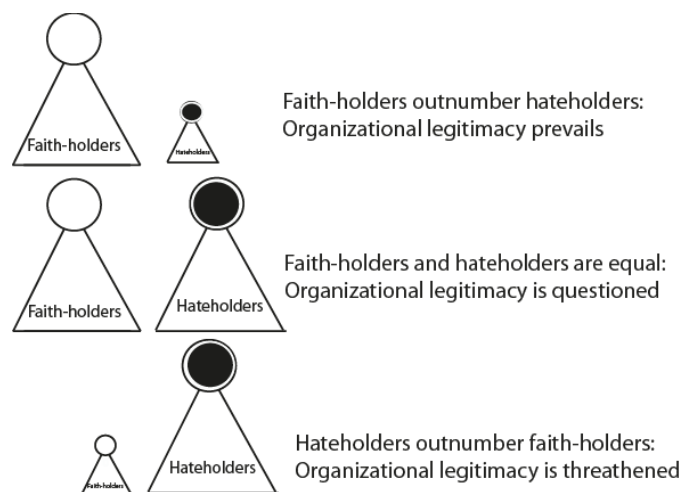 Faith-holders
Hateholders
Faith-holders outnumber hateholders:
Organizational legitimacy prevails
Faith-holders
Hateholders
Faith-holders and hateholders are equal:
Organizational legitimacy is questioned
Faith-holders
Hateholders
Hateholders outnumber faith-holders:
Organizational legitimacy is threathened